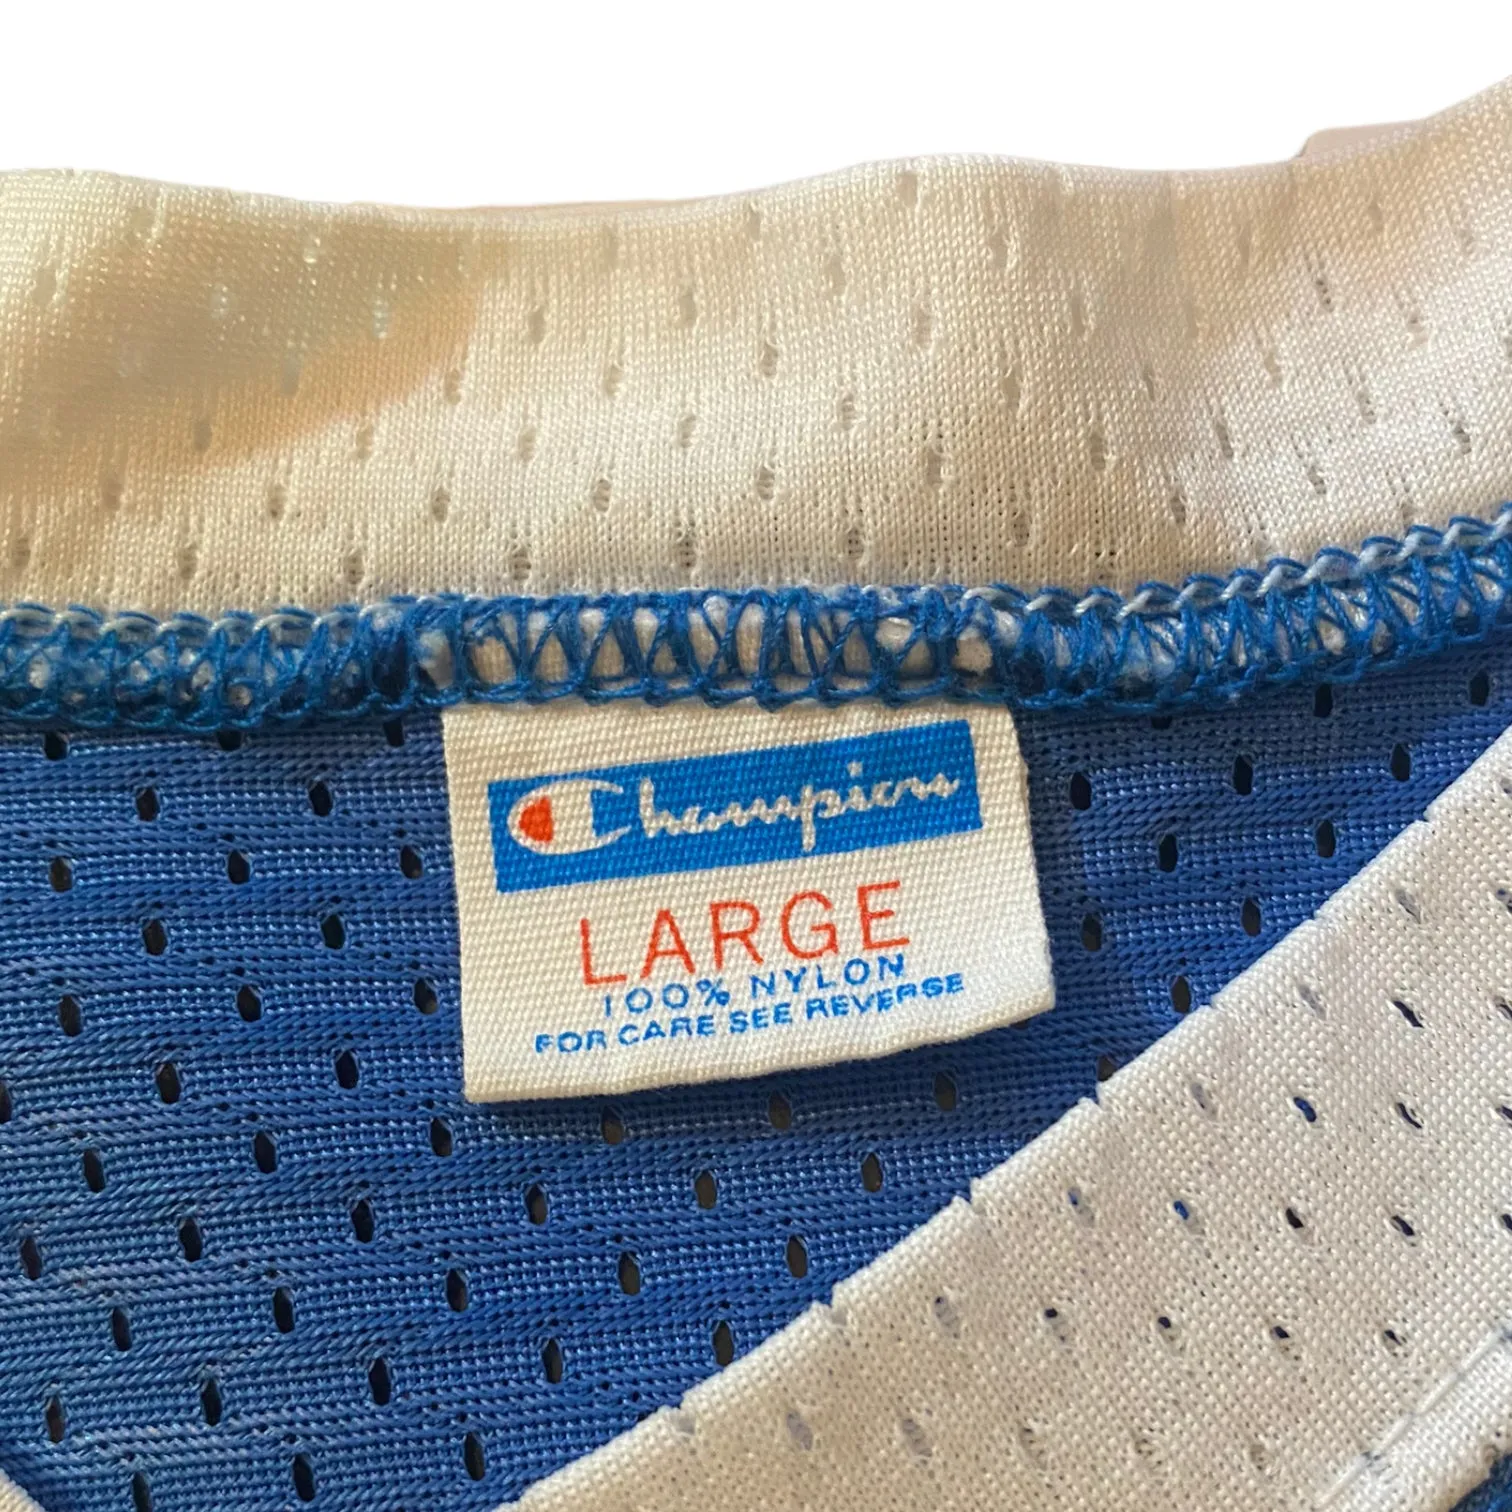 Champion
LARGE
100% NYLON
FOR CARE SEE REVERSE